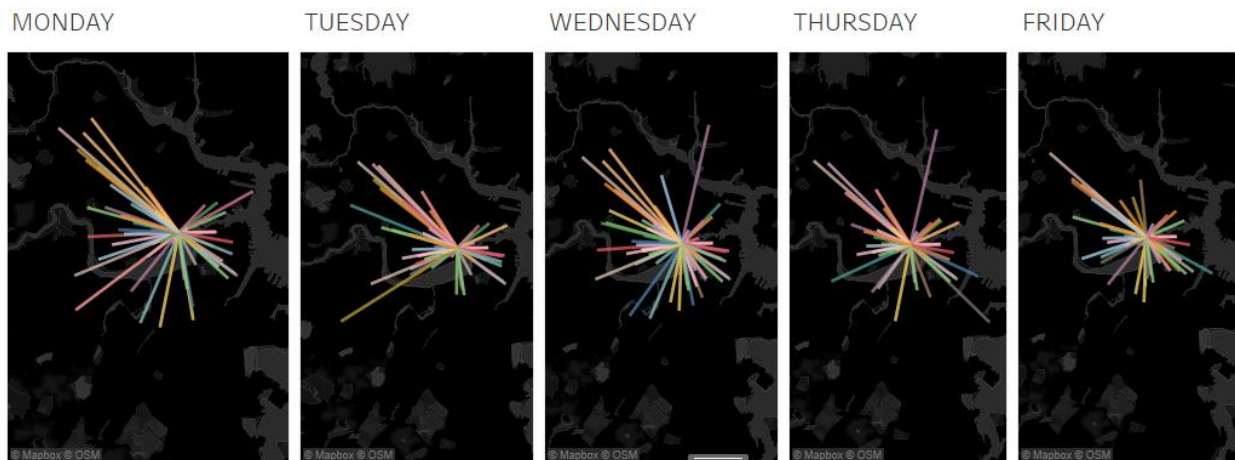 MONDAY
TUESDAY
WEDNESDAY
THURSDAY
FRIDAY
© Mapbox © OSM
© Mapbox © OSM
© Mapbox © OSM
© Mapbox © OSM
© Mapbox © OSM